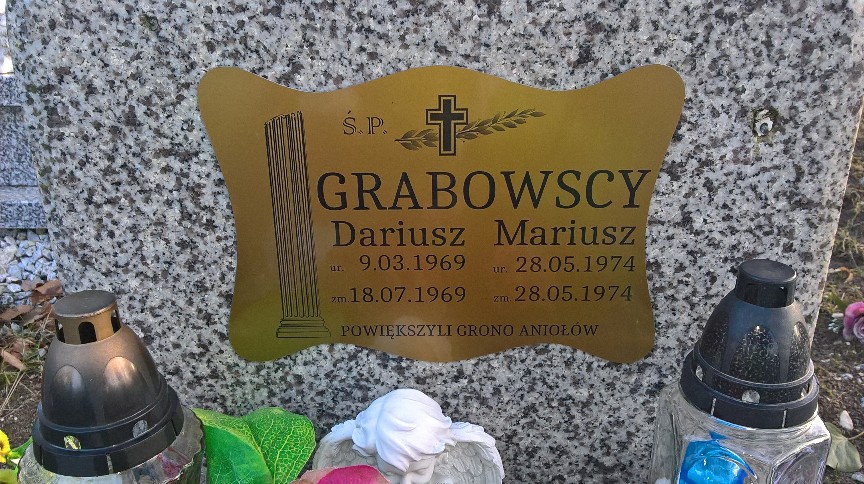 Ś.P.
GRABOWSCY
Dariusz Mariusz
ur. 9.03.1969 ur. 28.05.1974
zm. 18.07.1969 zm. 28.05.1974
POWIĘKSZYLI GRONO ANIOŁÓW